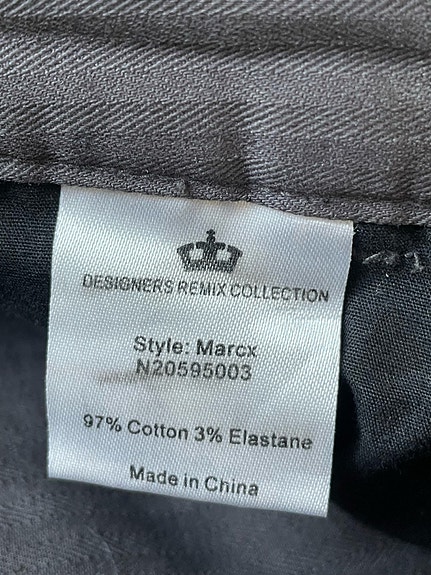 DESIGNERS REMIX COLLECTION
Style: Marcx
N20595003
97% Cotton 3% Elastane
Made in China